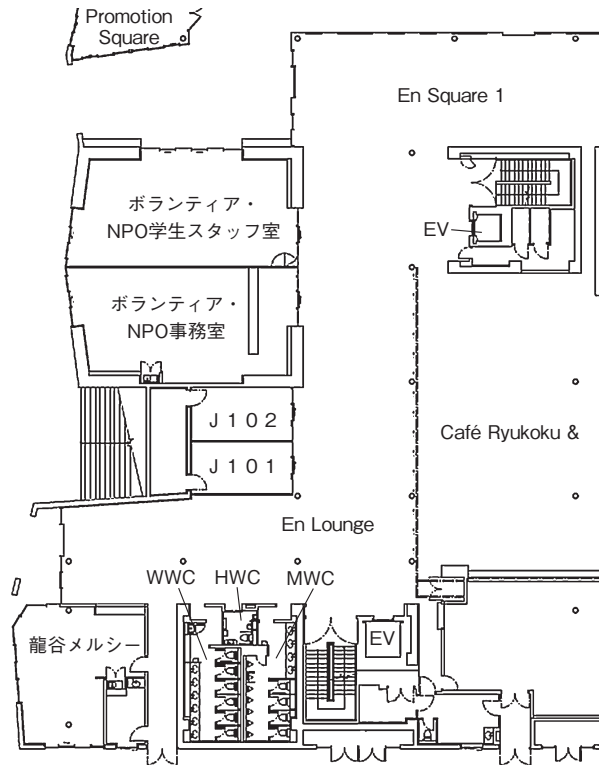 Promotion
Square
En Square 1
ボランティア・
NPO学生スタッフ室
EV
ボランティア・
NPO事務室
J102
Café Ryukoku &
J101
En Lounge
WWC
HWC
MWC
龍谷メルシー
EV